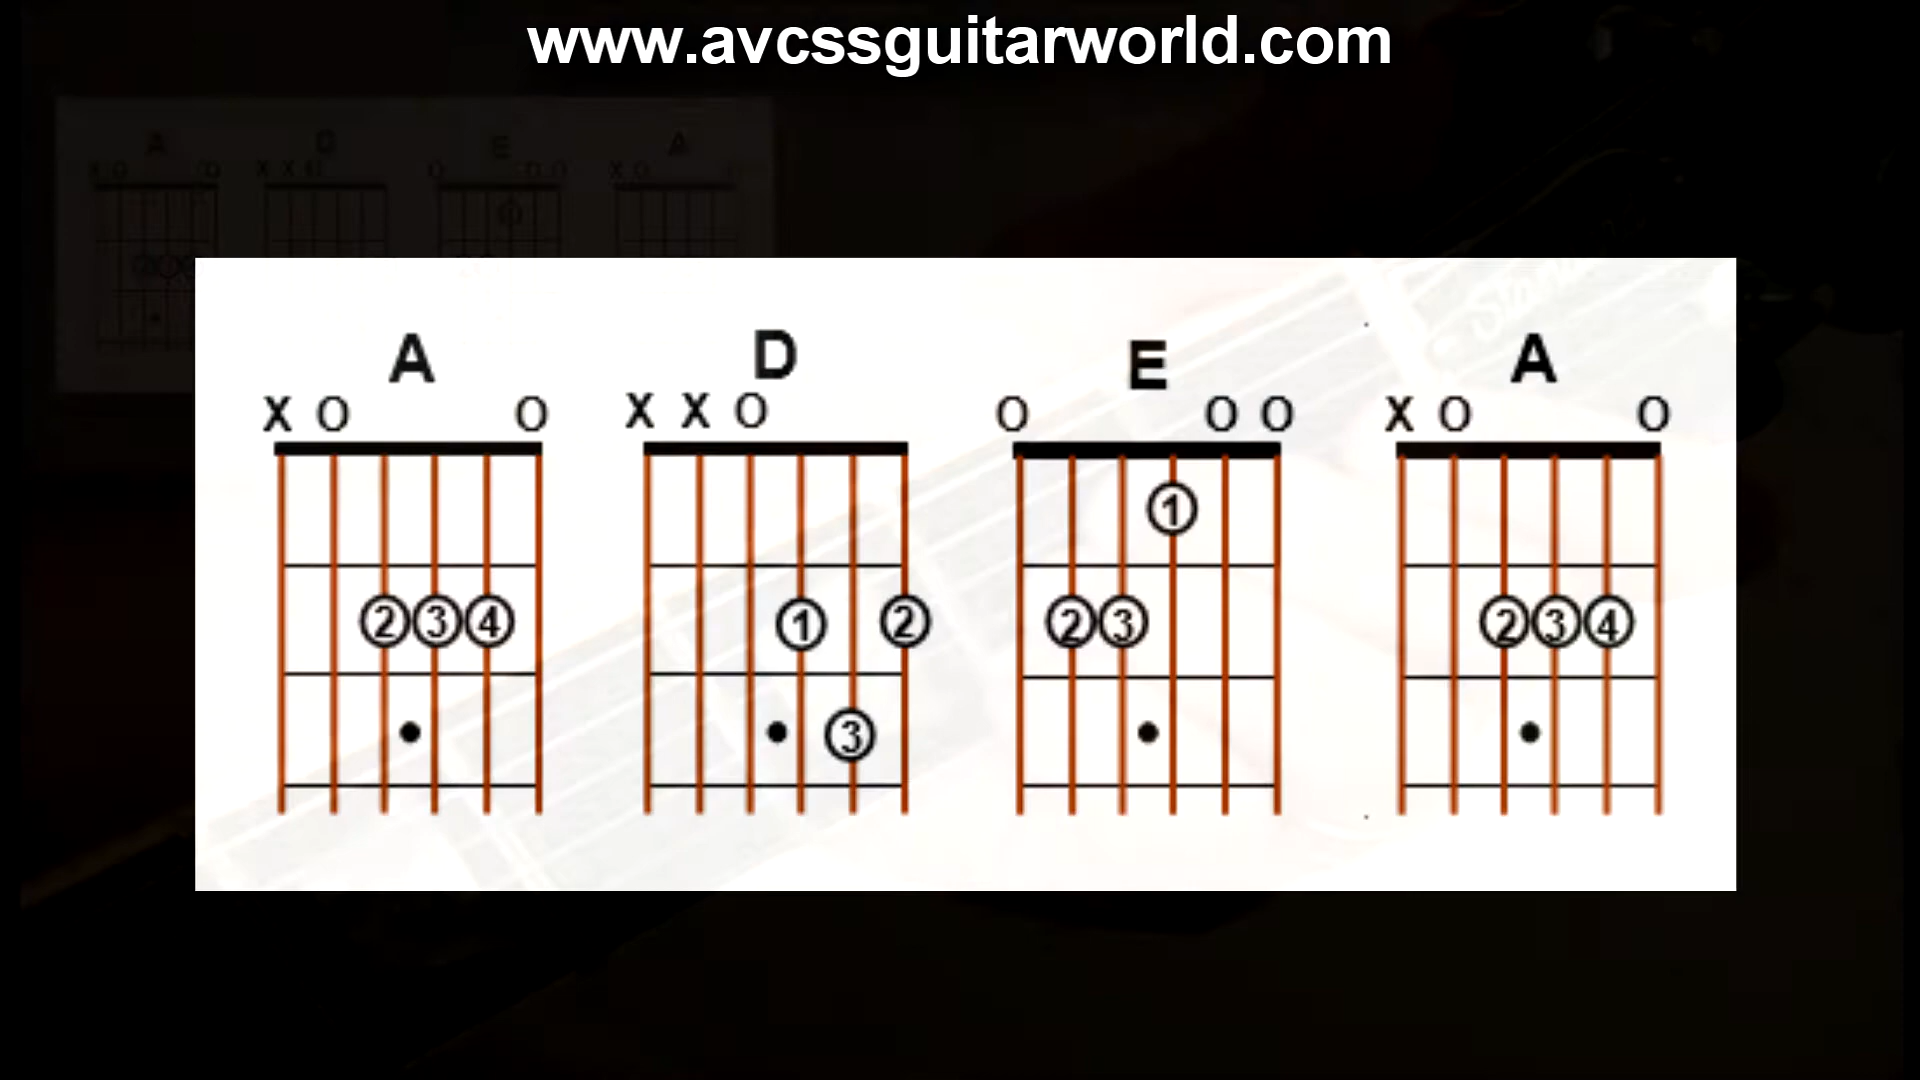 www.avcssguitarworld.com
A D E A
X O O X X O O O O X O O
1
2 3 4 1 2 2 3 2 3 4
3